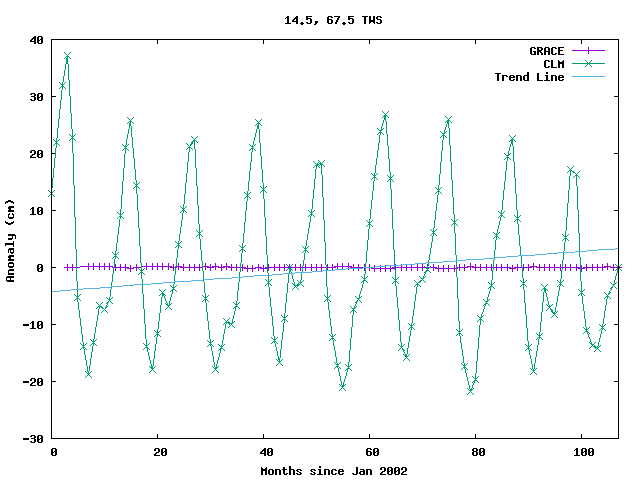 14.5, 67.5 TWS
GRACE
CLM
Trend Line
40
30
20
10
0
-10
-20
-30
Anomaly (cm)
0 20 40 60 80 100
Months since Jan 2002